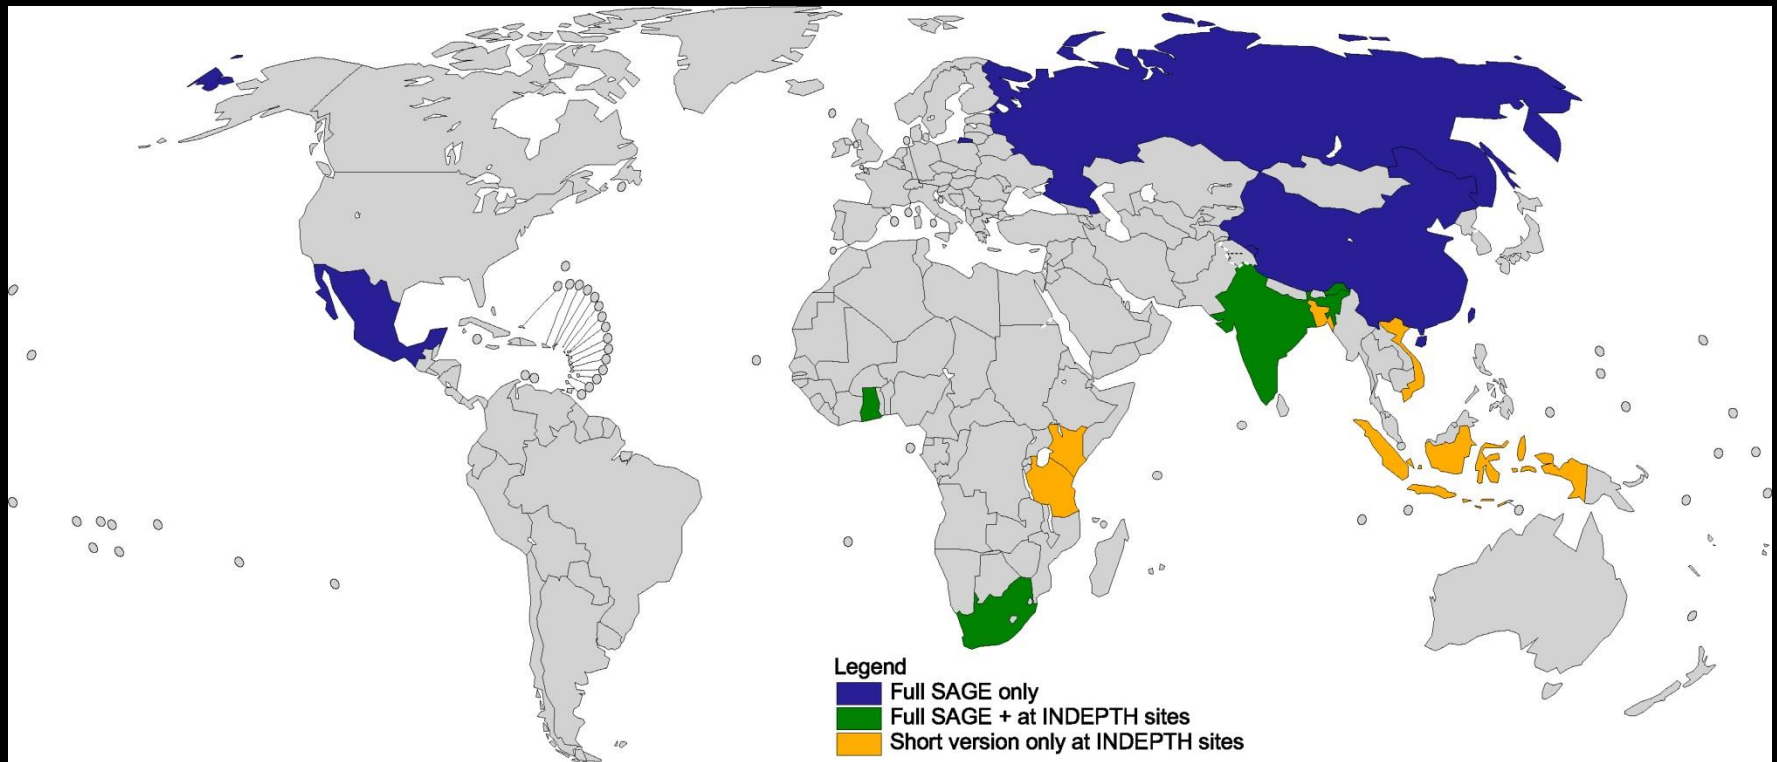 Legend
Full SAGE only
Full SAGE + at INDEPTH sites
Short version only at INDEPTH sites